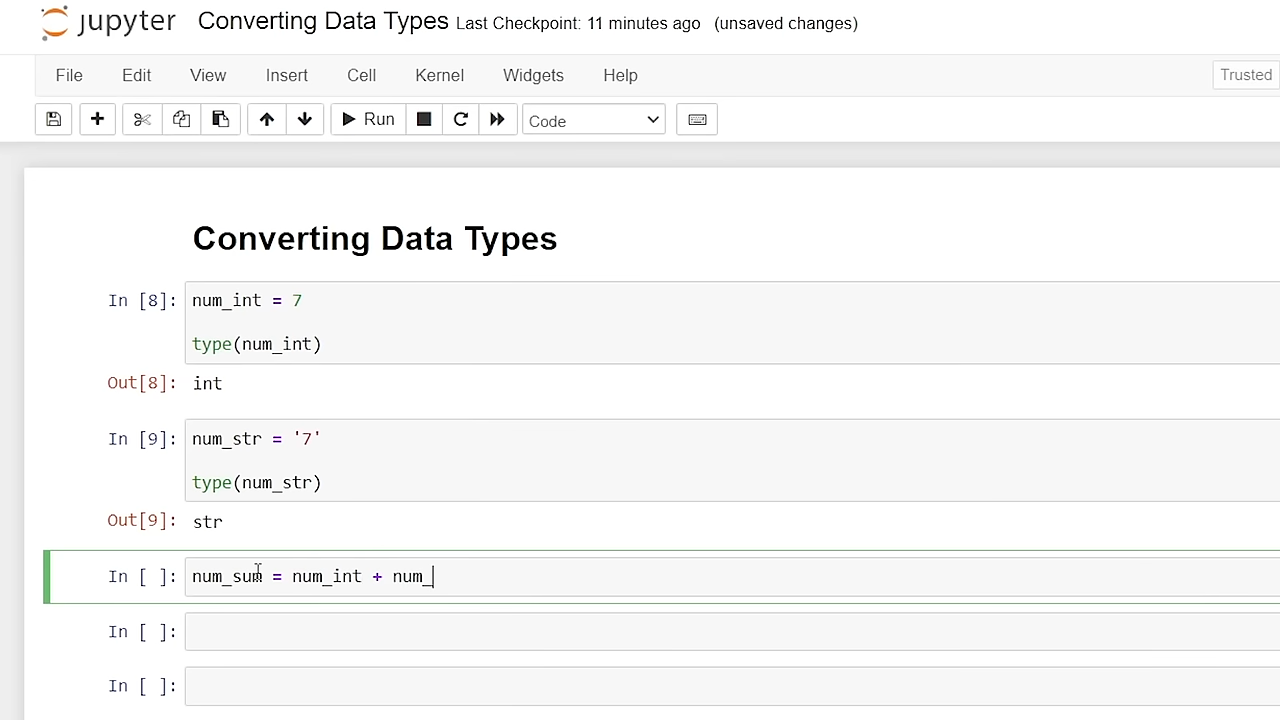 jupyter Converting Data Types Last Checkpoint: 11 minutes ago (unsaved changes)
File Edit View Insert Cell Kernel Widgets Help Trusted
Run Code
Converting Data Types
In [8]: num_int = 7
type(num_int)
Out[8]: int
In [9]: num_str = '7'
type(num_str)
Out[9]: str
In [ ]: num_sum = num_int + num_
In [ ]:
In [ ]: